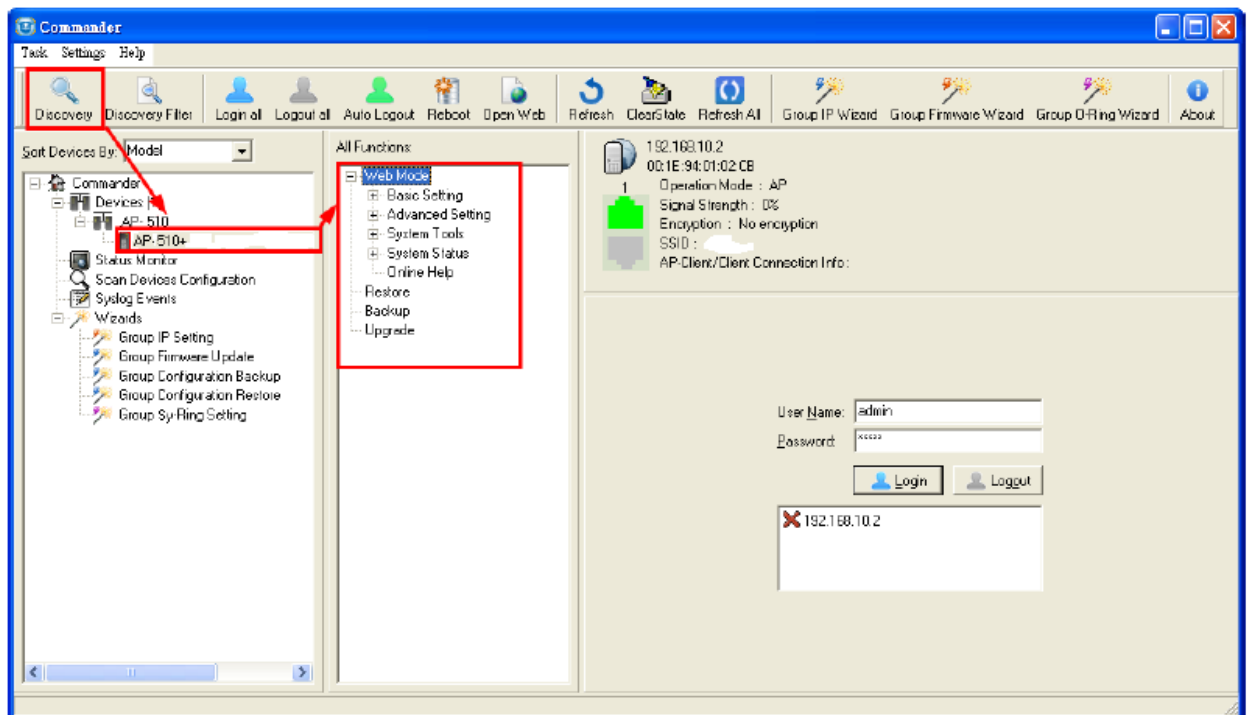 Commander
Task Settings Help
Discovery Discovery Filter Login all Logout all Auto Logout Reboot Open Web Refresh ClearState Refresh All Group IP Wizard Group Firmware Wizard Group O-Ring Wizard About
Sort Devices By: Model
Commander
Devices
AP-510
AP-510+
Status Monitor
Scan Devices Configuration
Syslog Events
Wizards
Group IP Setting
Group Firmware Update
Group Configuration Backup
Group Configuration Restore
Group Sy-Ring Setting
All Functions:
Web Mode
Basic Setting
Advanced Setting
System Tools
System Status
Online Help
Restore
Backup
Upgrade
192.168.10.2
00:1E:94:01:02:CB
1
Operation Mode : AP
Signal Strength : 0%
Encryption : No encryption
SSID :
AP-Client/Client Connection Info:
User Name: admin
Password: xxxxx
Login Logout
192.168.10.2